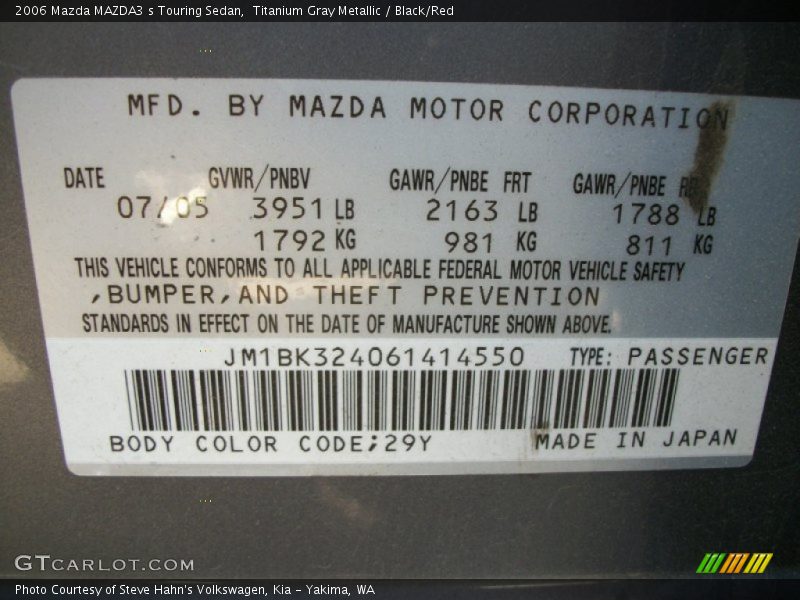 2006 Mazda MAZDA3 s Touring Sedan,  Titanium Gray Metallic / Black/Red
MFD. BY MAZDA MOTOR CORPORATION
DATE GVWR/PNBV GAWR/PNBE FRT GAWR/PNBE RR
07/05 3951 LB 2163 LB 1788 LB
1792 KG 981 KG 811 KG
THIS VEHICLE CONFORMS TO ALL APPLICABLE FEDERAL MOTOR VEHICLE SAFETY
,BUMPER,AND THEFT PREVENTION
STANDARDS IN EFFECT ON THE DATE OF MANUFACTURE SHOWN ABOVE.
JM1BK324061414550 TYPE: PASSENGER
BODY COLOR CODE;29Y MADE IN JAPAN
GTCARLOT.COM
Photo Courtesy of Steve Hahn's Volkswagen, Kia – Yakima, WA